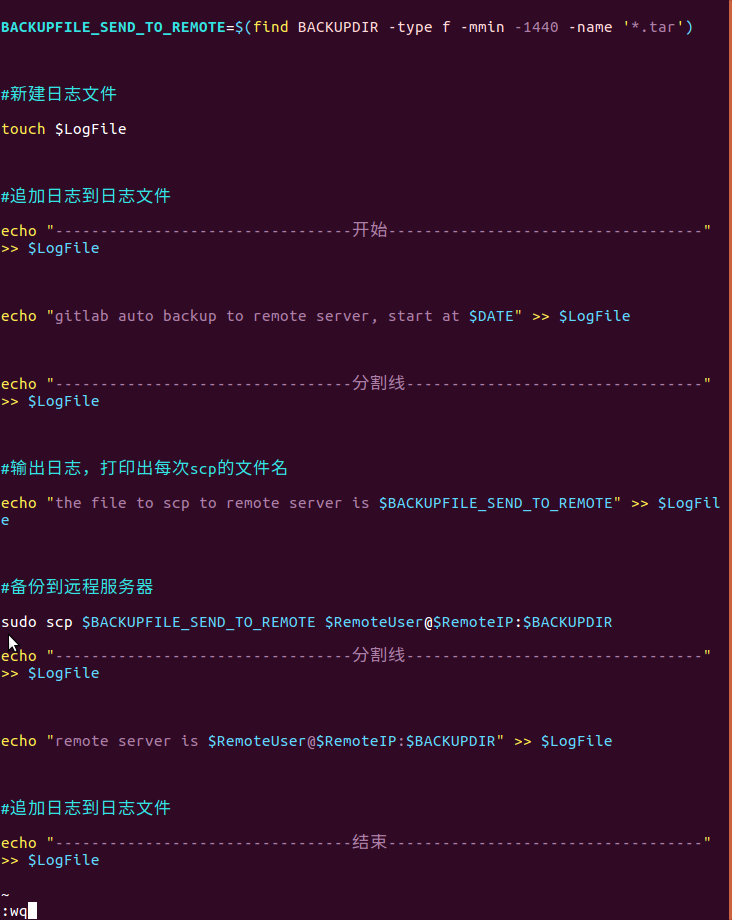 BACKUPFILE_SEND_TO_REMOTE=$(find BACKUPDIR -type f -mmin -1440 -name '*.tar')
#新建日志文件
touch $LogFile
#追加日志到日志文件
echo "---------------------------------开始-----------------------------------"
>> $LogFile
echo "gitlab auto backup to remote server, start at $DATE" >> $LogFile
echo "---------------------------------分割线---------------------------------"
>> $LogFile
#输出日志，打印出每次scp的文件名
echo "the file to scp to remote server is $BACKUPFILE_SEND_TO_REMOTE" >> $LogFil
e
#备份到远程服务器
sudo scp $BACKUPFILE_SEND_TO_REMOTE $RemoteUser@$RemoteIP:$BACKUPDIR
echo "---------------------------------分割线---------------------------------"
>> $LogFile
echo "remote server is $RemoteUser@$RemoteIP:$BACKUPDIR" >> $LogFile
#追加日志到日志文件
echo "---------------------------------结束-----------------------------------"
>> $LogFile
~
:wq